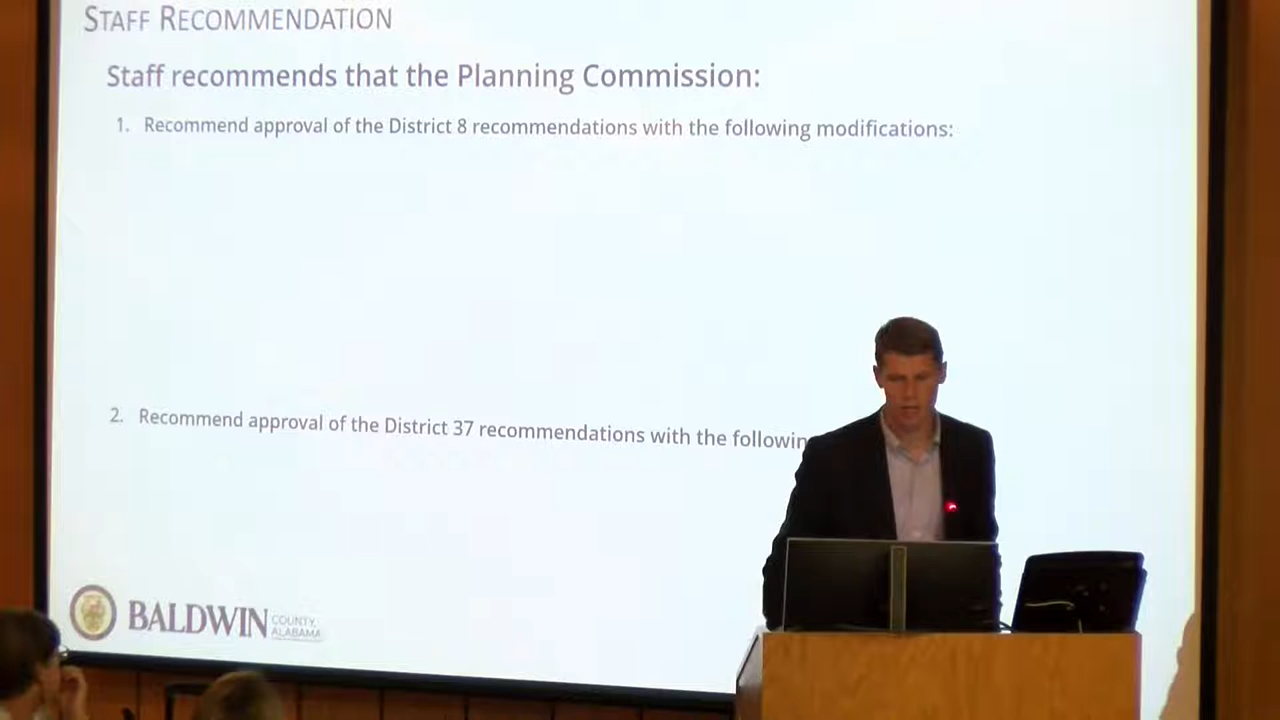 STAFF RECOMMENDATION
Staff recommends that the Planning Commission:
1. Recommend approval of the District 8 recommendations with the following modifications:
2. Recommend approval of the District 37 recommendations with the followin
BALDWIN
COUNTY,
ALABAMA